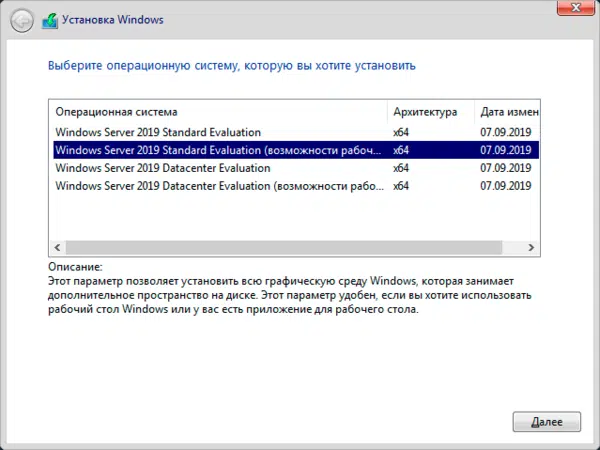 Установка Windows
Выберите операционную систему, которую вы хотите установить
Операционная система Архитектура Дата измен
Windows Server 2019 Standard Evaluation x64 07.09.2019
Windows Server 2019 Standard Evaluation (возможности рабоч... x64 07.09.2019
Windows Server 2019 Datacenter Evaluation x64 07.09.2019
Windows Server 2019 Datacenter Evaluation (возможности рабо... x64 07.09.2019
Описание:
Этот параметр позволяет установить всю графическую среду Windows, которая занимает
дополнительное пространство на диске. Этот параметр удобен, если вы хотите использовать
рабочий стол Windows или у вас есть приложение для рабочего стола.
Далее